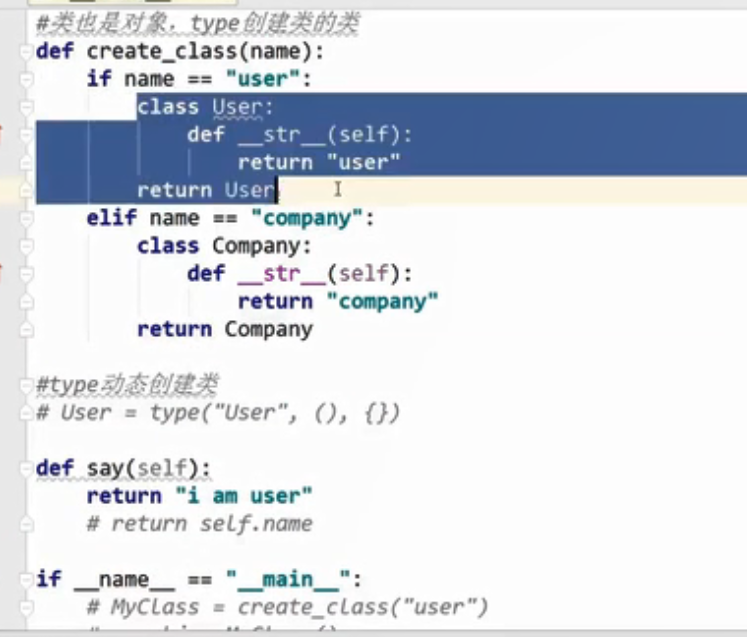 #类也是对象，type创建类的类
def create_class(name):
    if name == "user":
        class User:
            def __str__(self):
                return "user"
        return User
    elif name == "company":
        class Company:
            def __str__(self):
                return "company"
        return Company
#type动态创建类
# User = type("User", (), {})
def say(self):
    return "i am user"
    # return self.name
if __name__ == "__main__":
    # MyClass = create_class("user")